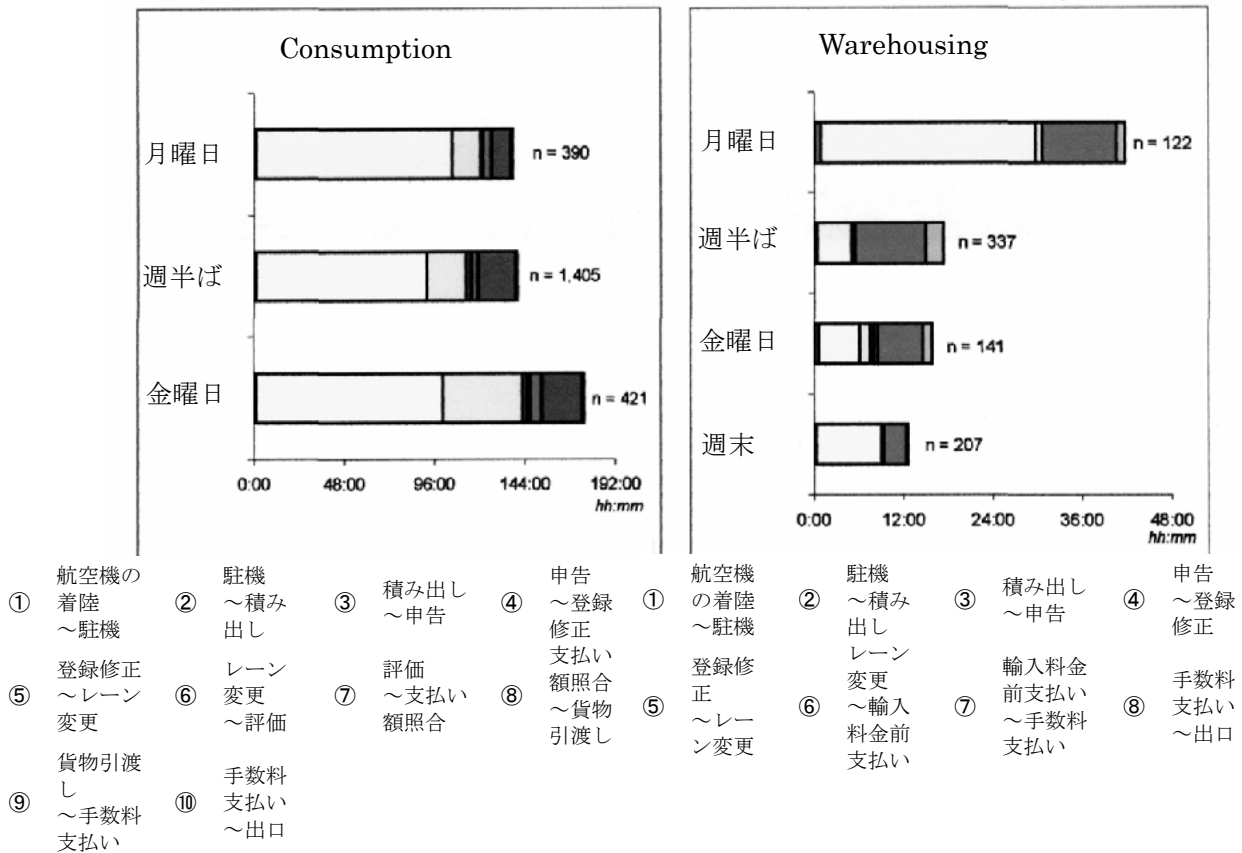 Consumption
月曜日
n = 390
週半ば
n = 1,405
金曜日
n = 421
0:00 48:00 96:00 144:00 192:00
hh:mm
Warehousing
月曜日
n = 122
週半ば
n = 337
金曜日
n = 141
週末
n = 207
0:00 12:00 24:00 36:00 48:00
hh:mm
①
航空機の
着陸
～駐機
②
駐機
～積み
出し
③
積み出し
～申告
④
申告
～登録
修正
⑤
登録修正
～レーン
変更
⑥
レーン
変更
～評価
⑦
評価
～支払い
額照合
⑧
支払い
額照合
～貨物
引渡し
⑨
貨物引渡
し
～手数料
支払い
⑩
手数料
支払い
～出口
①
航空機
の着陸
～駐機
②
駐機
～積み
出し
③
積み出し
～申告
④
申告
～登録
修正
⑤
登録修
正
～レー
ン変更
⑥
レーン
変更
～輸入
料金前
支払い
⑦
輸入料金
前支払い
～手数料
支払い
⑧
手数料
支払い
～出口